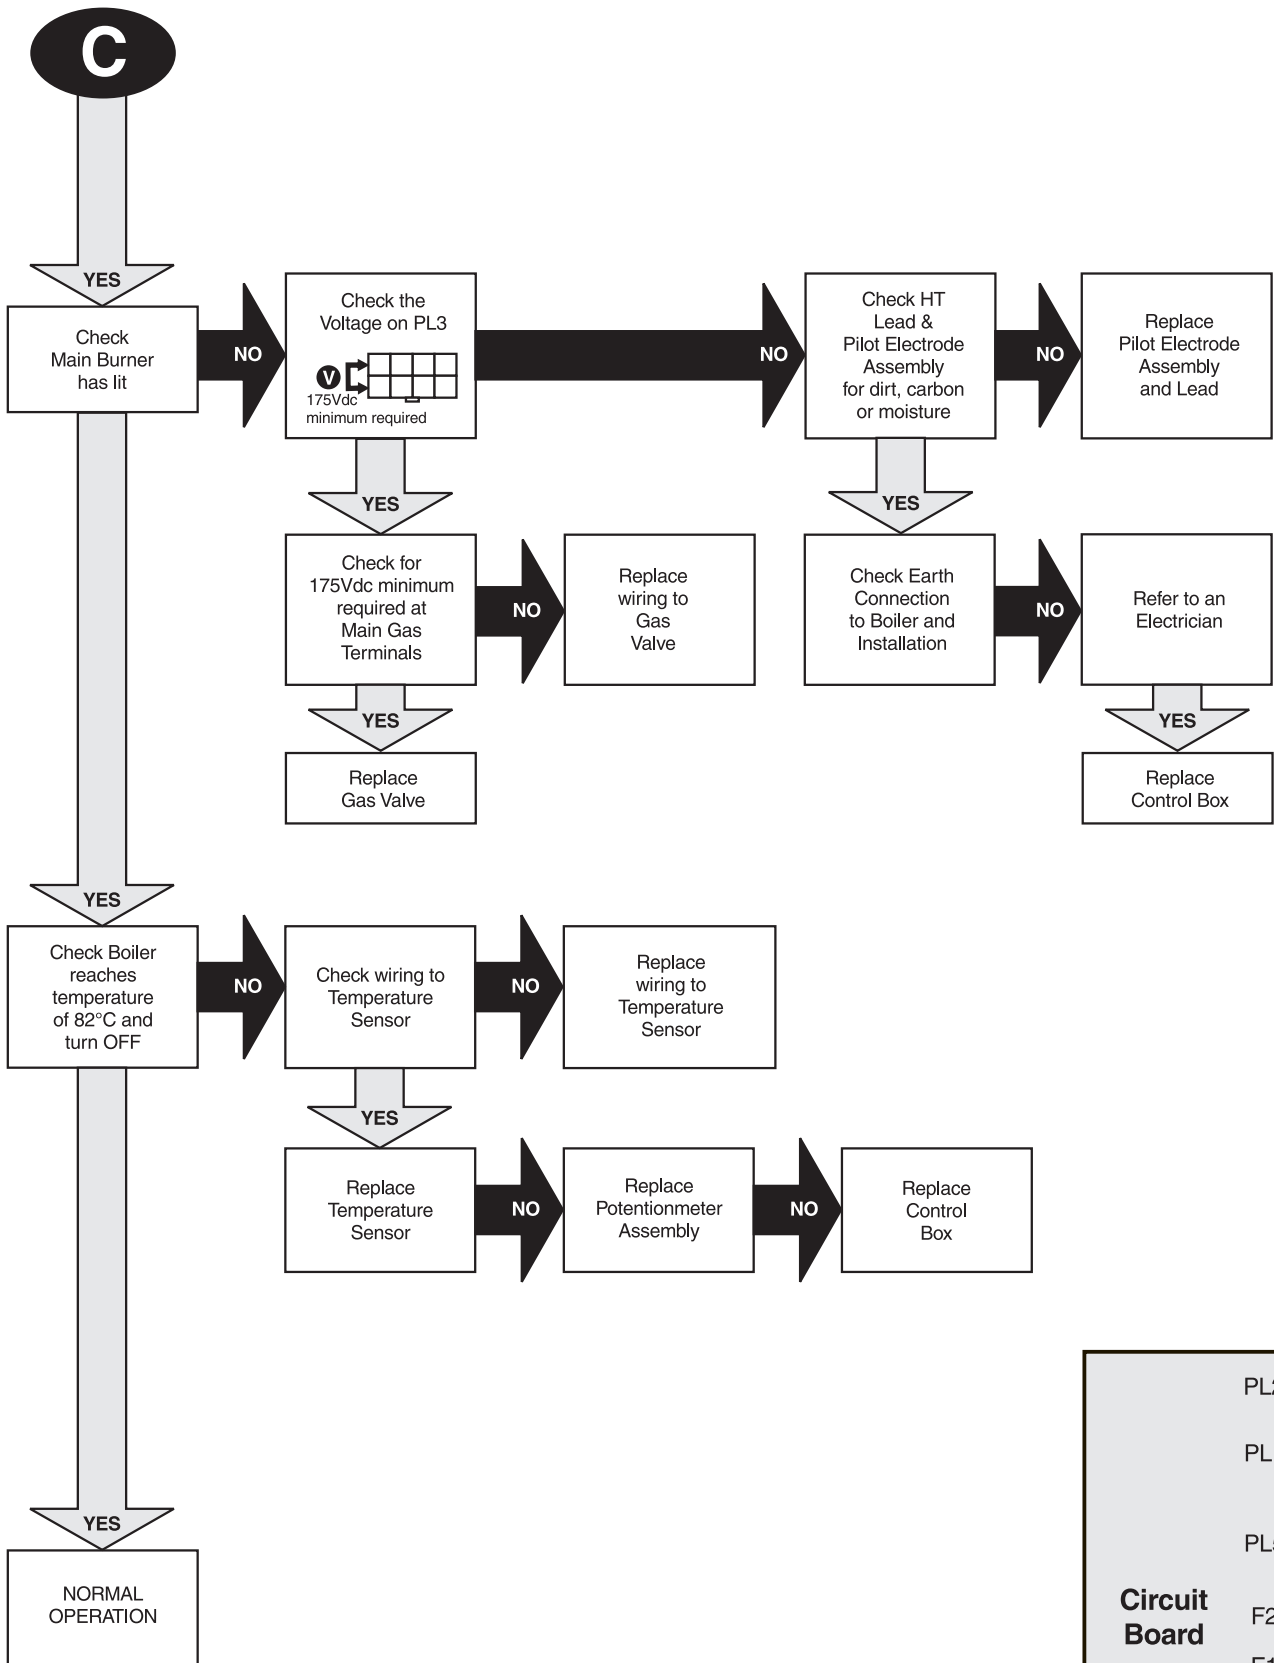 C
YES
Check
Main Burner
has lit
NO
Check the
Voltage on PL3
V
175Vdc
minimum required
NO
Check HT
Lead &
Pilot Electrode
Assembly
for dirt, carbon
or moisture
NO
Replace
Pilot Electrode
Assembly
and Lead
YES
YES
Check for
175Vdc minimum
required at
Main Gas
Terminals
NO
Replace
wiring to
Gas
Valve
Check Earth
Connection
to Boiler and
Installation
NO
Refer to an
Electrician
YES
YES
Replace
Gas Valve
Replace
Control Box
YES
Check Boiler
reaches
temperature
of 82°C and
turn OFF
NO
Check wiring to
Temperature
Sensor
NO
Replace
wiring to
Temperature
Sensor
YES
Replace
Temperature
Sensor
NO
Replace
Potentionmeter
Assembly
NO
Replace
Control
Box
YES
NORMAL
OPERATION
PL
Circuit
Board
F2